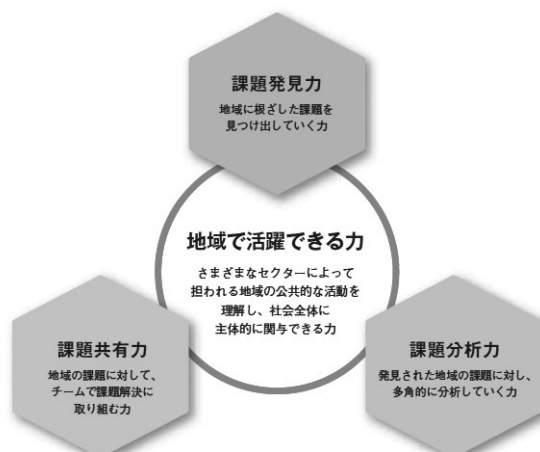 課題発見力
地域に根ざした課題を
見つけ出していく力
地域で活躍できる力
さまざまなセクターによって
担われる地域の公共的な活動を
理解し、社会全体に
主体的に関与できる力
課題共有力
地域の課題に対して、
チームで課題解決に
取り組む力
課題分析力
発見された地域の課題に対し、
多角的に分析していく力